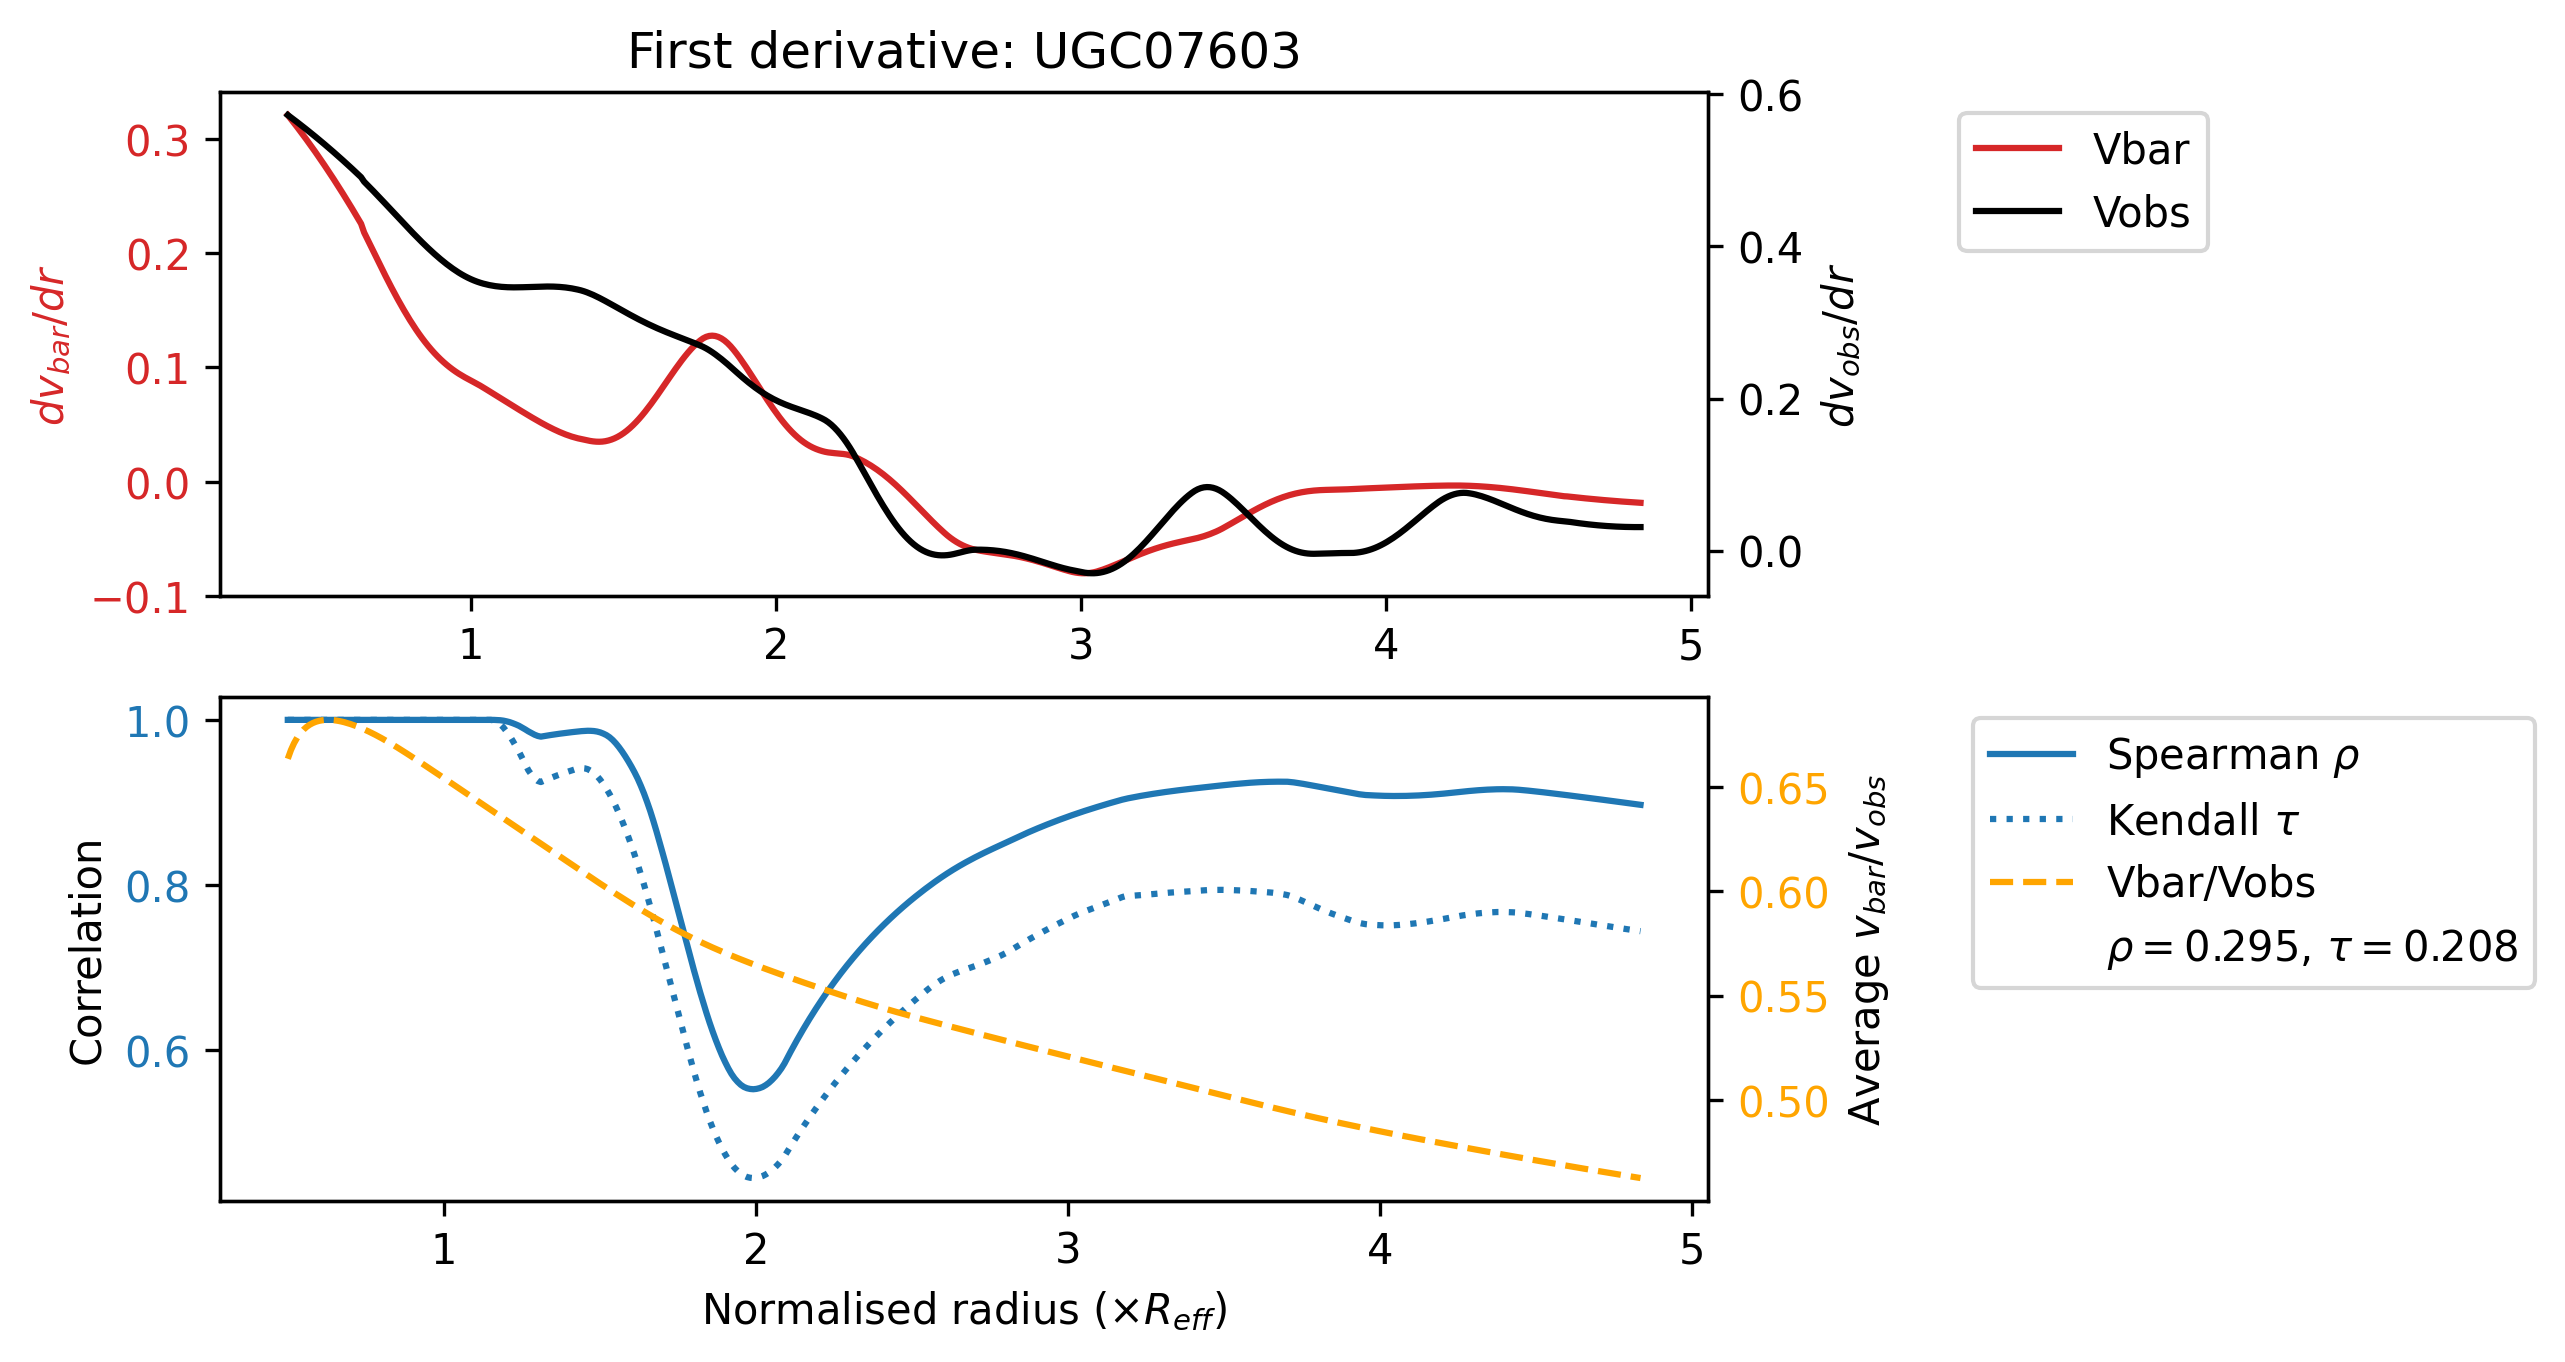 First derivative: UGC07603
0.3
0.2
0.1
0.0
−0.1
dv_bar/dr
0.6
0.4
0.2
0.0
dv_obs/dr
1 2 3 4 5
Vbar
Vobs
1.0
0.8
0.6
Correlation
0.65
0.60
0.55
0.50
Average v_bar/v_obs
1 2 3 4 5
Normalised radius (×R_eff)
Spearman ρ
Kendall τ
Vbar/Vobs
ρ = 0.295, τ = 0.208